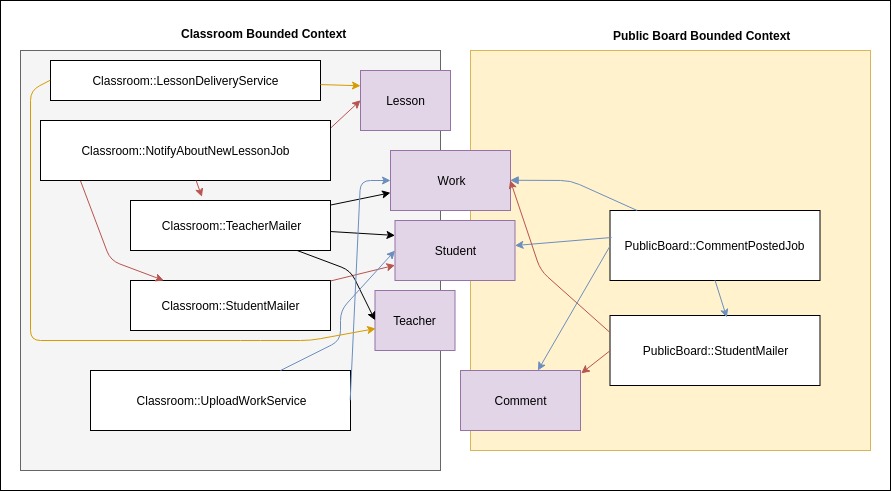 Classroom Bounded Context
Public Board Bounded Context
Classroom::LessonDeliveryService
Lesson
Classroom::NotifyAboutNewLessonJob
Work
Classroom::TeacherMailer
Student
PublicBoard::CommentPostedJob
Classroom::StudentMailer
Teacher
PublicBoard::StudentMailer
Classroom::UploadWorkService
Comment